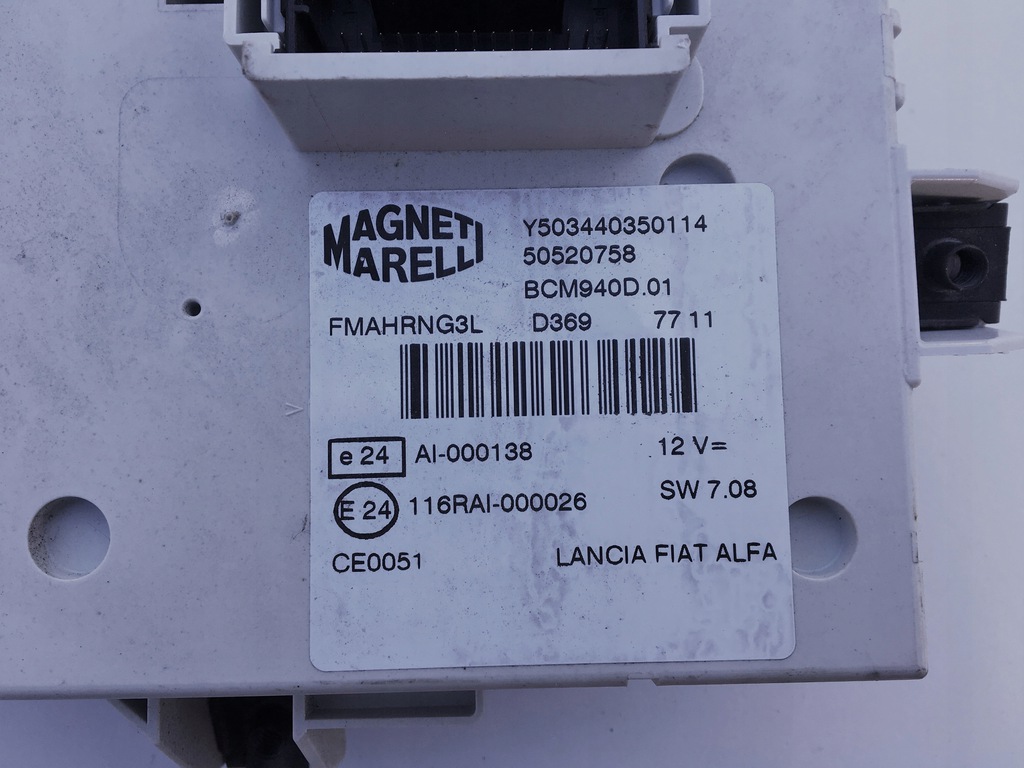 MAGNETI
MARELLI
Y503440350114
50520758
BCM940D.01
FMAHRNG3L D369 77 11
e 24 AI-000138 12 V=
E 24 116RAI-000026 SW 7.08
CE0051 LANCIA FIAT ALFA